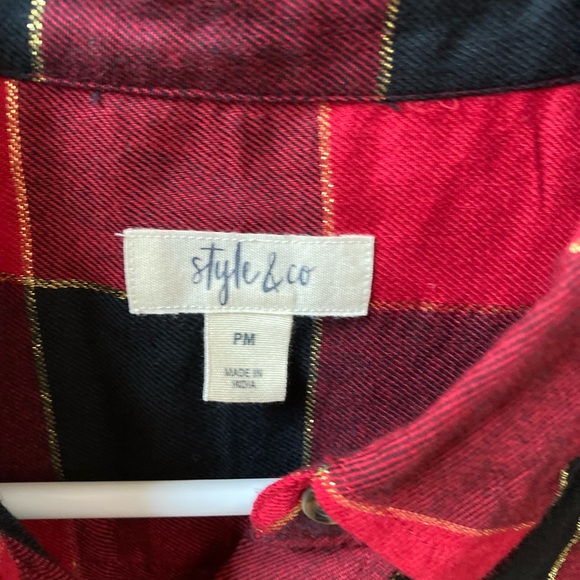 style & co
PM
MADE IN
INDIA